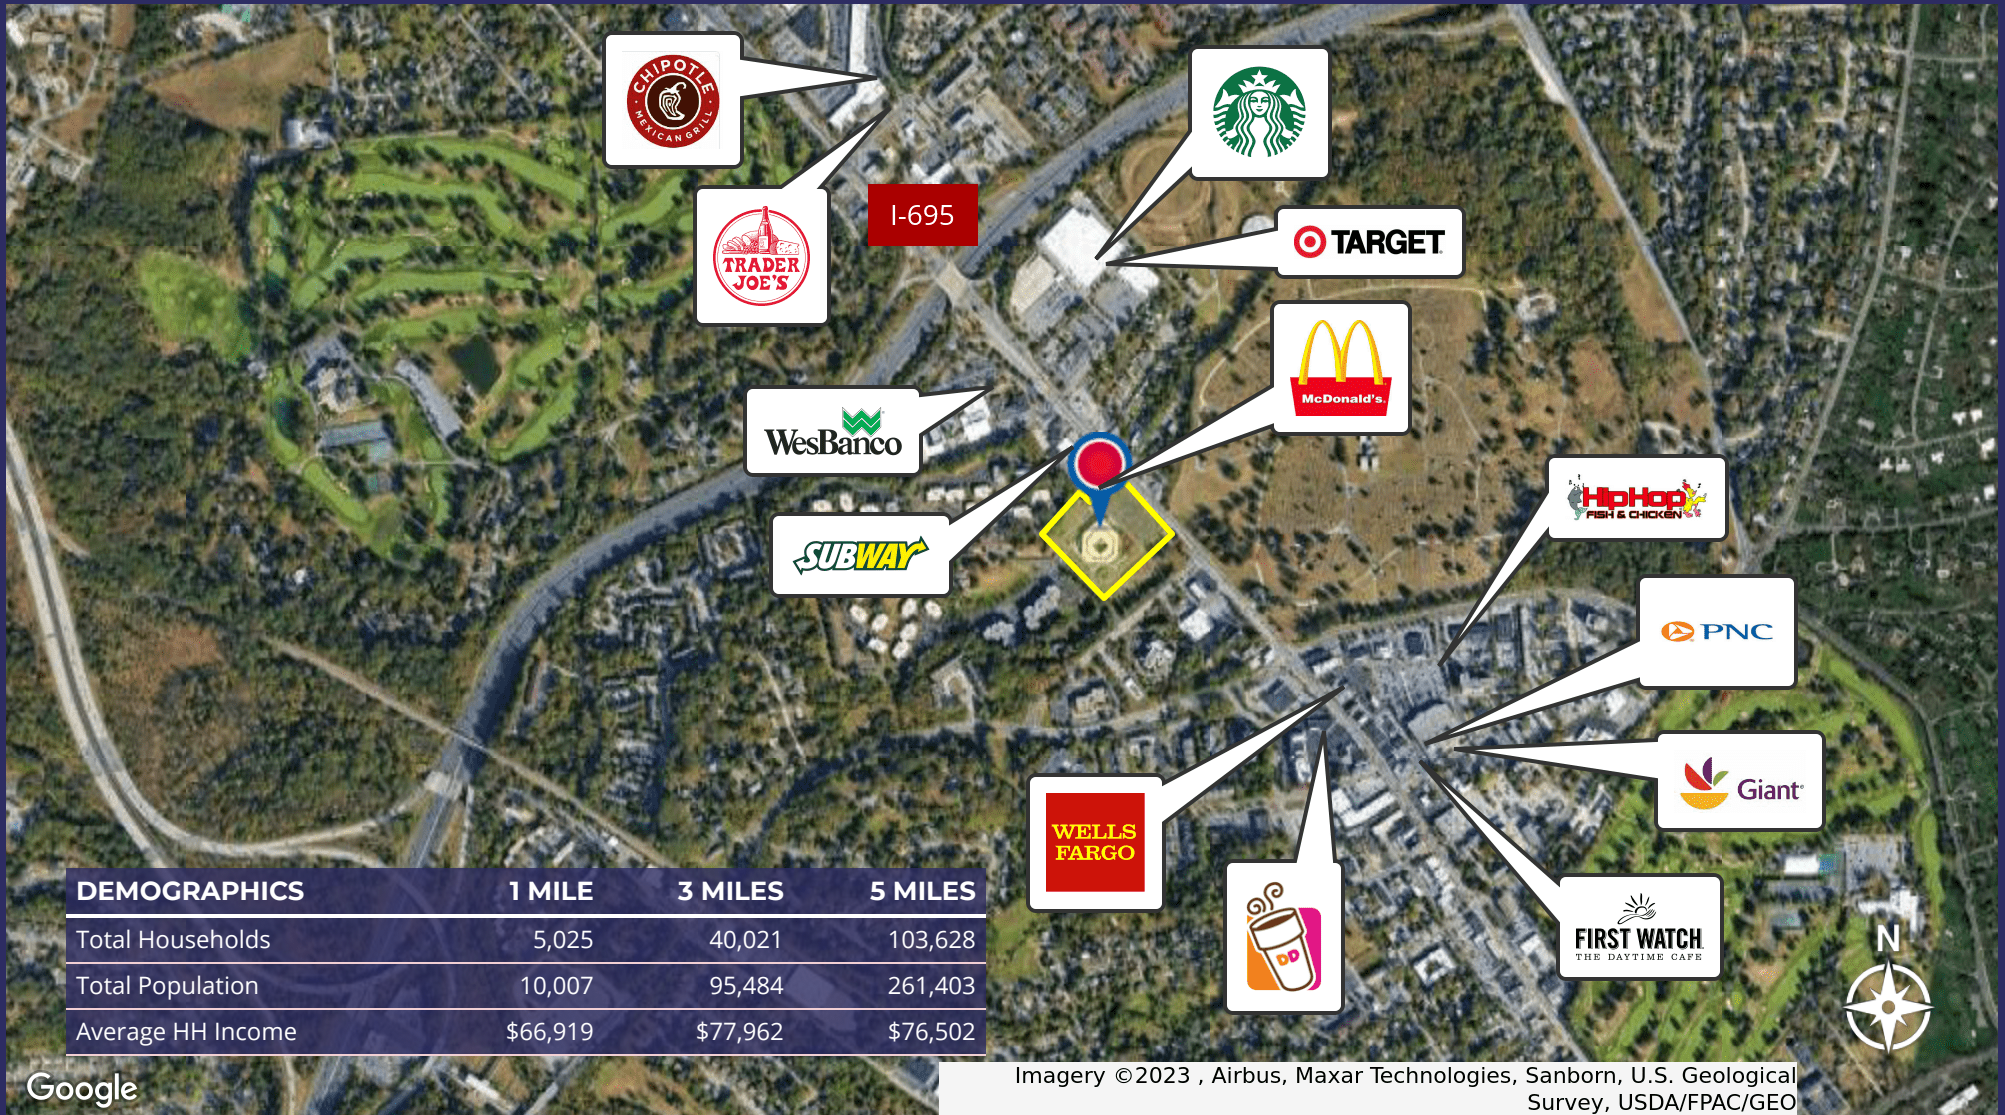 CHIPOTLE
MEXICAN GRILL
TRADER
JOE'S
I-695
TARGET
McDonald's
WesBanco
SUBWAY
HipHop
FISH & CHICKEN
PNC
Giant
WELLS
FARGO
DD
FIRST WATCH
THE DAYTIME CAFE
N
DEMOGRAPHICS 1 MILE 3 MILES 5 MILES
Total Households 5,025 40,021 103,628
Total Population 10,007 95,484 261,403
Average HH Income $66,919 $77,962 $76,502
Google
Imagery ©2023 , Airbus, Maxar Technologies, Sanborn, U.S. Geological
Survey, USDA/FPAC/GEO